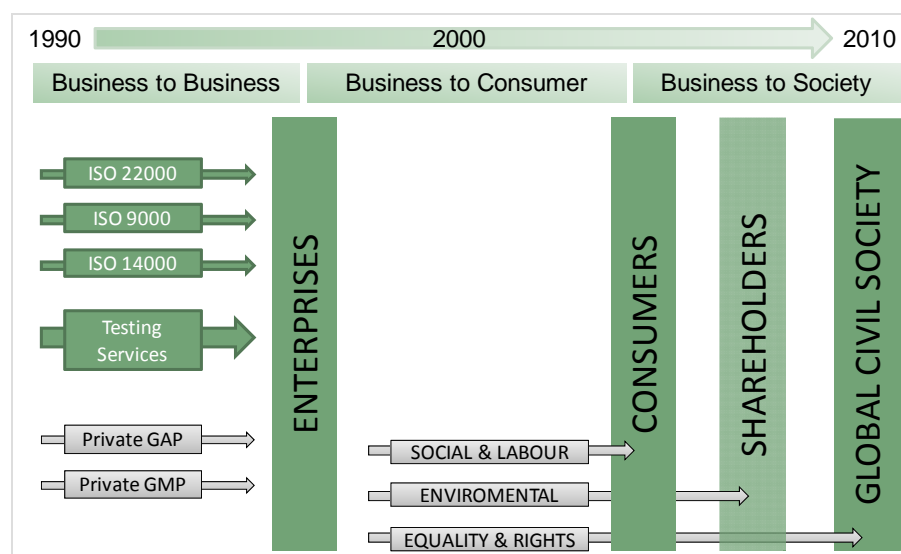 1990 2000 2010
Business to Business Business to Consumer Business to Society
ISO 22000
ISO 9000
ISO 14000
Testing
Services
Private GAP
Private GMP
ENTERPRISES
SOCIAL & LABOUR
ENVIROMENTAL
EQUALITY & RIGHTS
CONSUMERS
SHAREHOLDERS
GLOBAL CIVIL SOCIETY